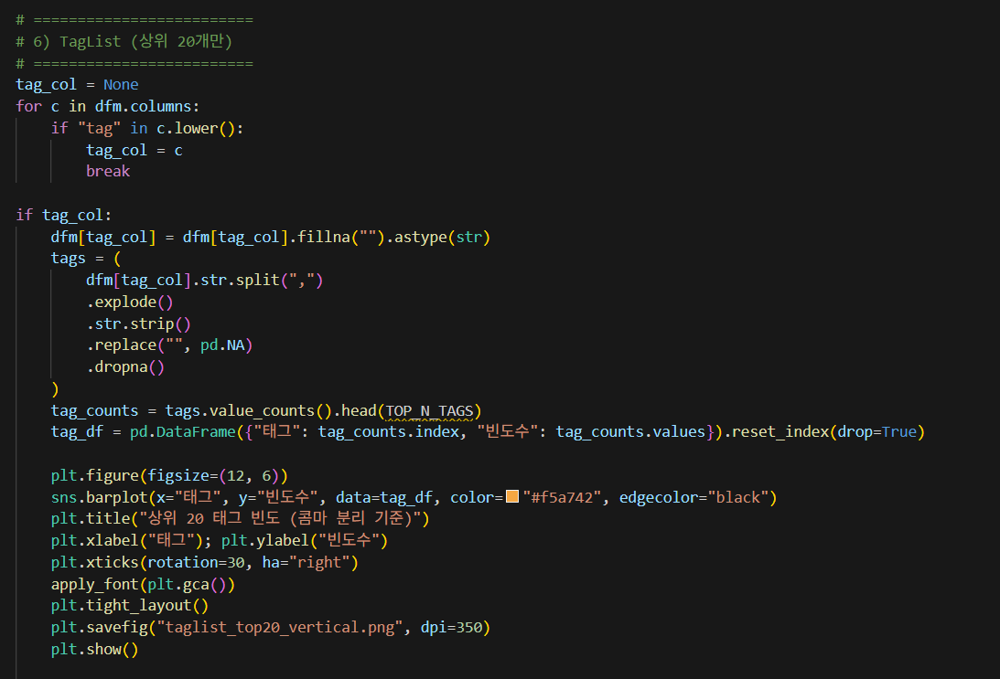 # =========================
# 6) TagList (상위 20개만)
# =========================
tag_col = None
for c in dfm.columns:
    if "tag" in c.lower():
        tag_col = c
        break

if tag_col:
    dfm[tag_col] = dfm[tag_col].fillna("").astype(str)
    tags = (
        dfm[tag_col].str.split(",")
        .explode()
        .str.strip()
        .replace("", pd.NA)
        .dropna()
    )
    tag_counts = tags.value_counts().head(TOP_N_TAGS)
    tag_df = pd.DataFrame({"태그": tag_counts.index, "빈도수": tag_counts.values}).reset_index(drop=True)

    plt.figure(figsize=(12, 6))
    sns.barplot(x="태그", y="빈도수", data=tag_df, color="#f5a742", edgecolor="black")
    plt.title("상위 20 태그 빈도 (콤마 분리 기준)")
    plt.xlabel("태그"); plt.ylabel("빈도수")
    plt.xticks(rotation=30, ha="right")
    apply_font(plt.gca())
    plt.tight_layout()
    plt.savefig("taglist_top20_vertical.png", dpi=350)
    plt.show()